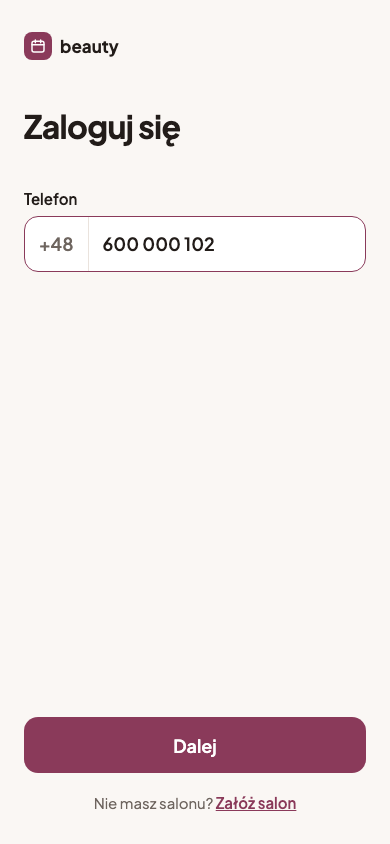 beauty
Zaloguj się
Telefon
+48 600 000 102
Dalej
Nie masz salonu? Załóż salon